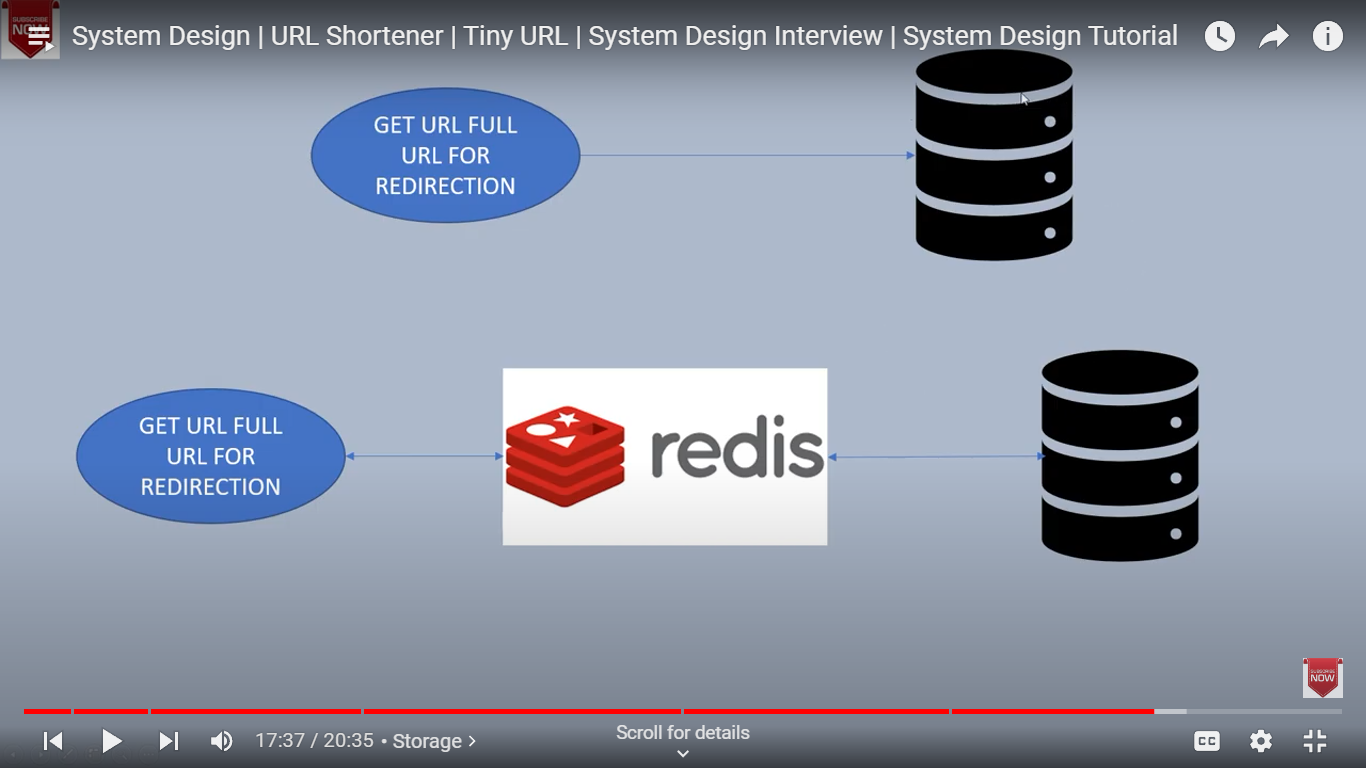 SUBSCRIBE
NOW
System Design | URL Shortener | Tiny URL | System Design Interview | System Design Tutorial
GET URL FULL
URL FOR
REDIRECTION
GET URL FULL
URL FOR
REDIRECTION
redis
SUBSCRIBE
NOW
17:37 / 20:35 • Storage >
Scroll for details
CC